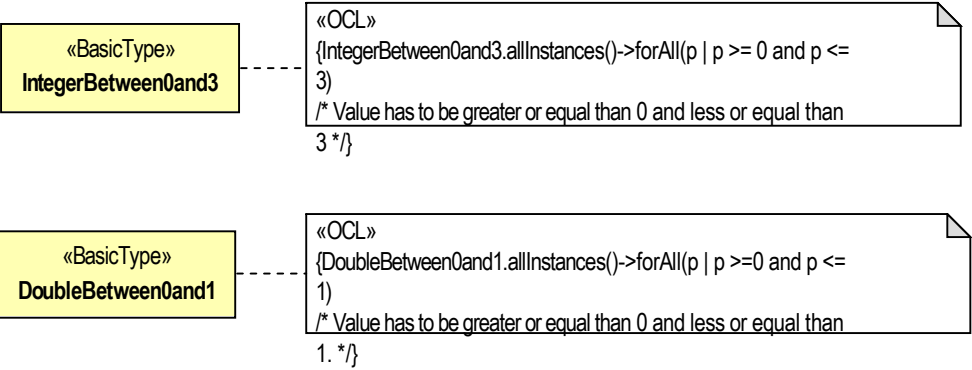 «BasicType»
IntegerBetween0and3
«OCL»
{IntegerBetween0and3.allInstances()->forAll(p | p >= 0 and p <=
3)
/* Value has to be greater or equal than 0 and less or equal than
3 */}
«BasicType»
DoubleBetween0and1
«OCL»
{DoubleBetween0and1.allInstances()->forAll(p | p >=0 and p <=
1)
/* Value has to be greater or equal than 0 and less or equal than
1. */}